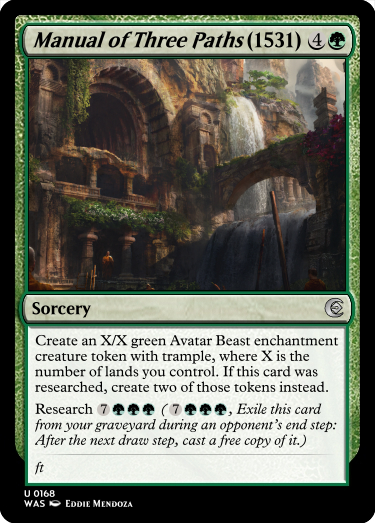 Manual of Three Paths (1531) 4
Sorcery
Create an X/X green Avatar Beast enchantment
creature token with trample, where X is the
number of lands you control. If this card was
researched, create two of those tokens instead.
Research 7 ( 7 , Exile this card
from your graveyard during an opponent's end step:
After the next draw step, cast a free copy of it.)
ft
U 0168
WAS Eddie Mendoza